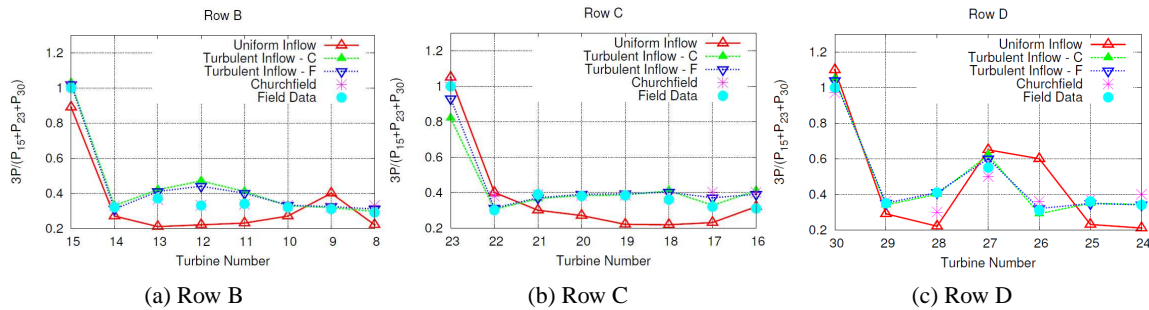 Row B
1.2
1
0.8
0.6
0.4
0.2
3P/(P15+P23+P30)
Uniform Inflow
Turbulent Inflow - C
Turbulent Inflow - F
Churchfield
Field Data
15 14 13 12 11 10 9 8
Turbine Number
(a) Row B
Row C
1.2
1
0.8
0.6
0.4
0.2
3P/(P15+P23+P30)
Uniform Inflow
Turbulent Inflow - C
Turbulent Inflow - F
Churchfield
Field Data
23 22 21 20 19 18 17 16
Turbine Number
(b) Row C
Row D
1.2
1
0.8
0.6
0.4
0.2
3P/(P15+P23+P30)
Uniform Inflow
Turbulent Inflow - C
Turbulent Inflow - F
Churchfield
Field Data
30 29 28 27 26 25 24
Turbine Number
(c) Row D